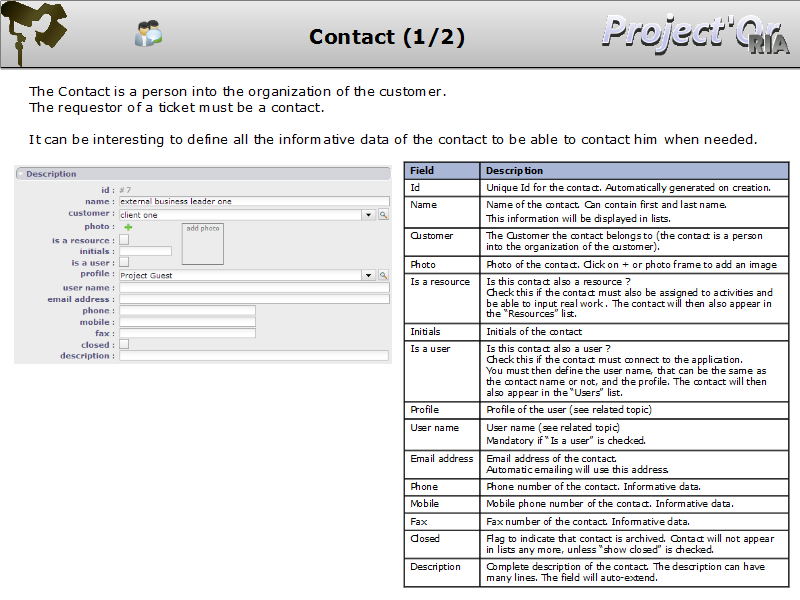 Contact (1/2)
Project'Or
RIA
The Contact is a person into the organization of the customer.
The requestor of a ticket must be a contact.
It can be interesting to define all the informative data of the contact to be able to contact him when needed.
Description
id : # 7
name : external business leader one
customer : client one
photo :
add photo
is a resource :
initials :
is a user :
profile : Project Guest
user name :
email address :
phone :
mobile :
fax :
closed :
description :
Field Description
Id Unique Id for the contact. Automatically generated on creation.
Name Name of the contact. Can contain first and last name.
This information will be displayed in lists.
Customer The Customer the contact belongs to (the contact is a person
into the organization of the customer).
Photo Photo of the contact. Click on + or photo frame to add an image
Is a resource Is this contact also a resource ?
Check this if the contact must also be assigned to activities and
be able to input real work . The contact will then also appear in
the “Resources” list.
Initials Initials of the contact
Is a user Is this contact also a user ?
Check this if the contact must connect to the application.
You must then define the user name, that can be the same as
the contact name or not, and the profile. The contact will then
also appear in the “Users” list.
Profile Profile of the user (see related topic)
User name User name (see related topic)
Mandatory if “Is a user” is checked.
Email address Email address of the contact.
Automatic emailing will use this address.
Phone Phone number of the contact. Informative data.
Mobile Mobile phone number of the contact. Informative data.
Fax Fax number of the contact. Informative data.
Closed Flag to indicate that contact is archived. Contact will not appear
in lists any more, unless “show closed” is checked.
Description Complete description of the contact. The description can have
many lines. The field will auto-extend.